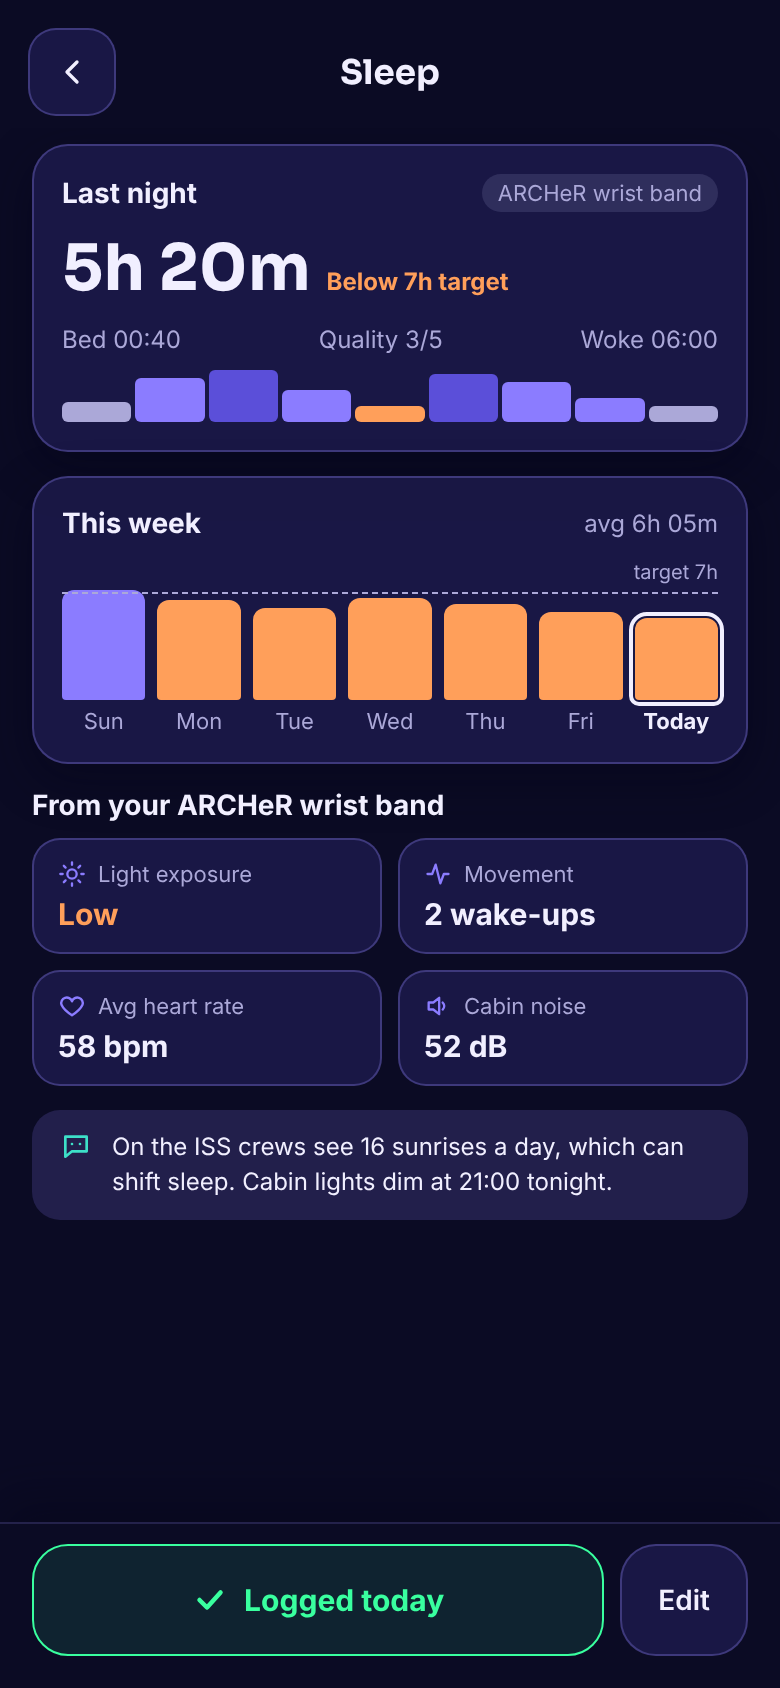 Sleep
Last night
ARCHeR wrist band
5h 20m Below 7h target
Bed 00:40 Quality 3/5 Woke 06:00
This week
avg 6h 05m
target 7h
Sun Mon Tue Wed Thu Fri Today
From your ARCHeR wrist band
Light exposure
Low
Movement
2 wake-ups
Avg heart rate
58 bpm
Cabin noise
52 dB
On the ISS crews see 16 sunrises a day, which can
shift sleep. Cabin lights dim at 21:00 tonight.
Logged today
Edit